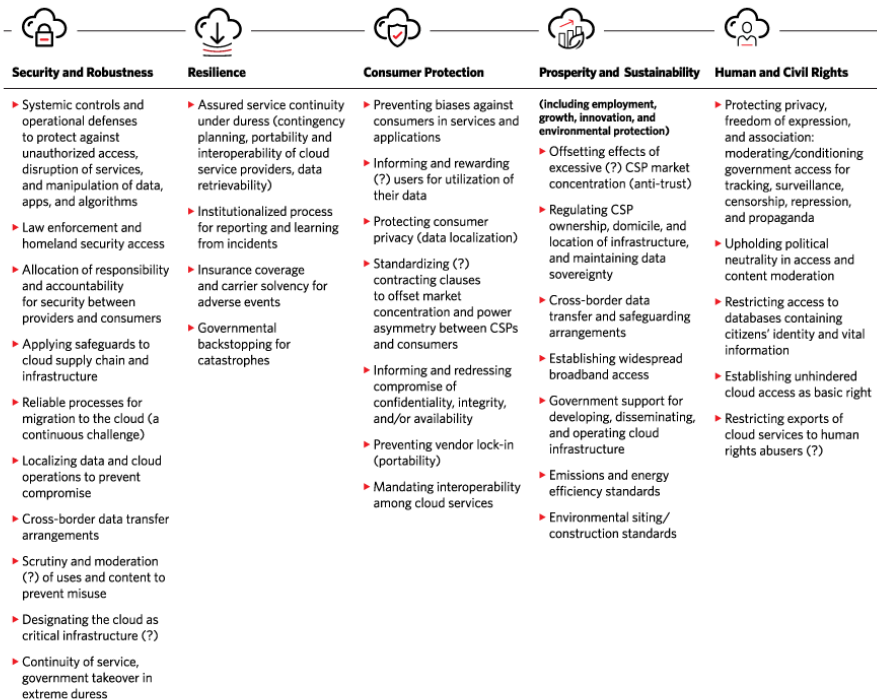 Security and Robustness
Systemic controls and
operational defenses
to protect against
unauthorized access,
disruption of services,
and manipulation of data,
apps, and algorithms
Law enforcement and
homeland security access
Allocation of responsibility
and accountability
for security between
providers and consumers
Applying safeguards to
cloud supply chain and
infrastructure
Reliable processes for
migration to the cloud (a
continuous challenge)
Localizing data and cloud
operations to prevent
compromise
Cross-border data transfer
arrangements
Scrutiny and moderation
(?) of uses and content to
prevent misuse
Designating the cloud as
critical infrastructure (?)
Continuity of service,
government takeover in
extreme duress
Resilience
Assured service continuity
under duress (contingency
planning, portability and
interoperability of cloud
service providers, data
retrievability)
Institutionalized process
for reporting and learning
from incidents
Insurance coverage
and carrier solvency for
adverse events
Governmental
backstopping for
catastrophes
Consumer Protection
Preventing biases against
consumers in services and
applications
Informing and rewarding
(?) users for utilization of
their data
Protecting consumer
privacy (data localization)
Standardizing (?)
contracting clauses
to offset market
concentration and power
asymmetry between CSPs
and consumers
Informing and redressing
compromise of
confidentiality, integrity,
and/or availability
Preventing vendor lock-in
(portability)
Mandating interoperability
among cloud services
Prosperity and Sustainability
(including employment,
growth, innovation, and
environmental protection)
Offsetting effects of
excessive (?) CSP market
concentration (anti-trust)
Regulating CSP
ownership, domicile, and
location of infrastructure,
and maintaining data
sovereignty
Cross-border data
transfer and safeguarding
arrangements
Establishing widespread
broadband access
Government support for
developing, disseminating,
and operating cloud
infrastructure
Emissions and energy
efficiency standards
Environmental siting/
construction standards
Human and Civil Rights
Protecting privacy,
freedom of expression,
and association:
moderating/conditioning
government access for
tracking, surveillance,
censorship, repression,
and propaganda
Upholding political
neutrality in access and
content moderation
Restricting access to
databases containing
citizens' identity and vital
information
Establishing unhindered
cloud access as basic right
Restricting exports of
cloud services to human
rights abusers (?)